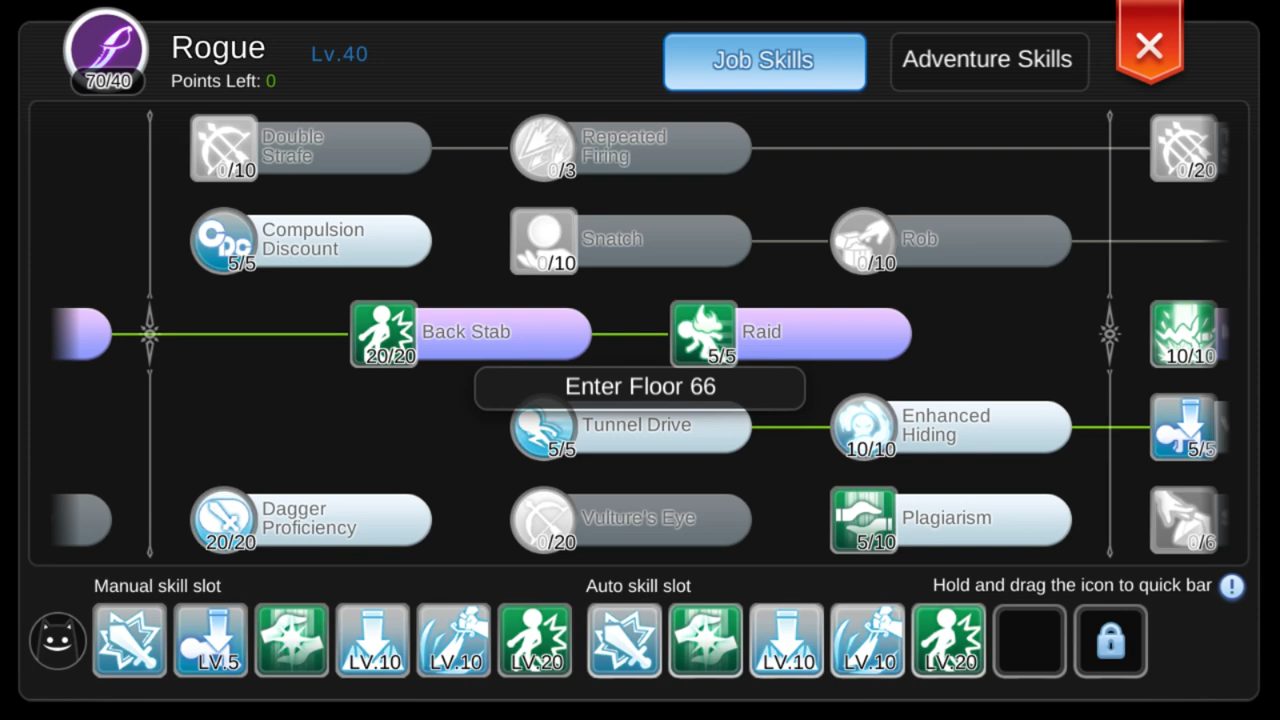 Rogue
Lv.40
Job Skills
Adventure Skills
70/40
Points Left: 0
Double
Strafe
0/10
Repeated
Firing
0/3
0/20
Compulsion
Discount
5/5
Snatch
0/10
Rob
0/10
Back Stab
20/20
Raid
5/5
10/10
Enter Floor 66
Tunnel Drive
5/5
Enhanced
Hiding
10/10
5/5
Dagger
Proficiency
20/20
Vulture's Eye
0/20
Plagiarism
5/10
0/6
Manual skill slot
Auto skill slot
Hold and drag the icon to quick bar
LV.5
LV.10
LV.10
LV.20
LV.10
LV.10
LV.20